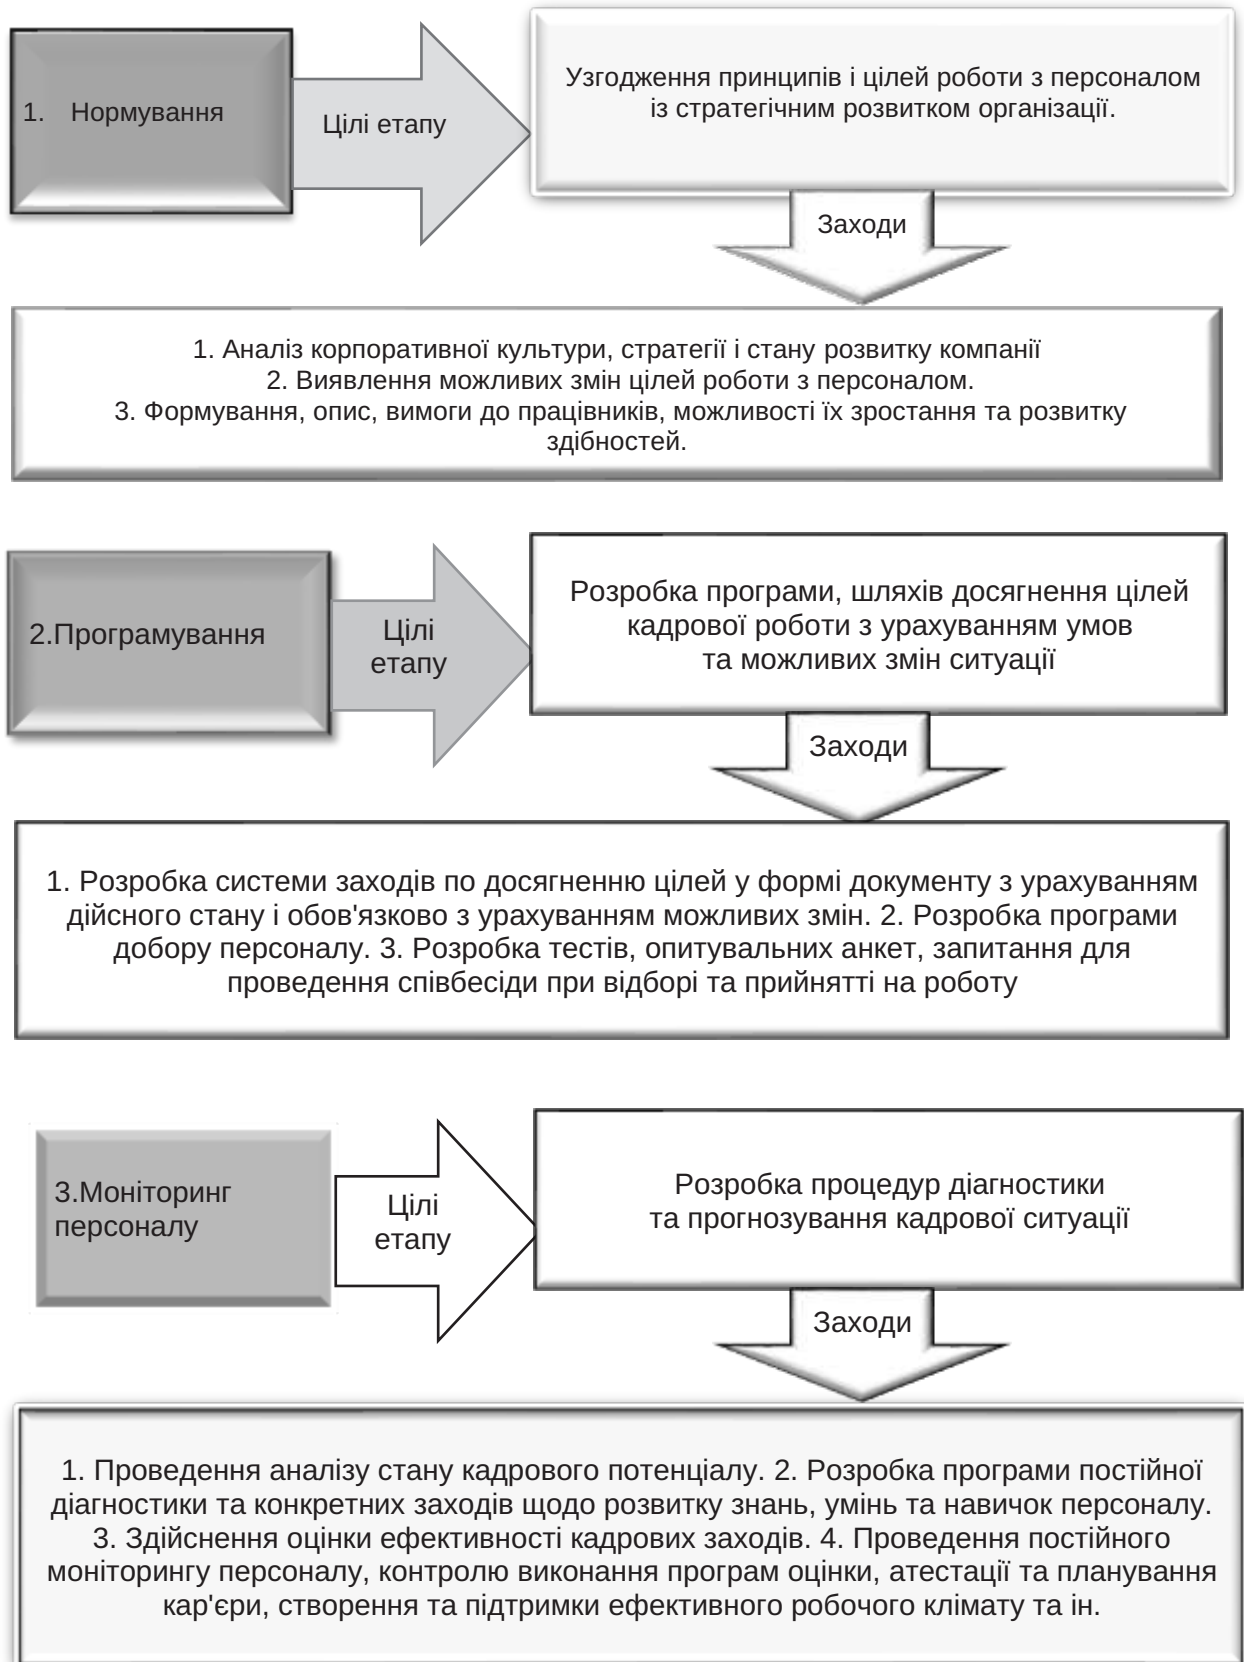 1. Нормування
Цілі етапу
Узгодження принципів і цілей роботи з персоналом
із стратегічним розвитком організації.
Заходи
1. Аналіз корпоративної культури, стратегії і стану розвитку компанії
2. Виявлення можливих змін цілей роботи з персоналом.
3. Формування, опис, вимоги до працівників, можливості їх зростання та розвитку
здібностей.
2.Програмування
Цілі
етапу
Розробка програми, шляхів досягнення цілей
кадрової роботи з урахуванням умов
та можливих змін ситуації
Заходи
1. Розробка системи заходів по досягненню цілей у формі документу з урахуванням
дійсного стану і обов'язково з урахуванням можливих змін. 2. Розробка програми
добору персоналу. 3. Розробка тестів, опитувальних анкет, запитання для
проведення співбесіди при відборі та прийнятті на роботу
3.Моніторинг
персоналу
Цілі
етапу
Розробка процедур діагностики
та прогнозування кадрової ситуації
Заходи
1. Проведення аналізу стану кадрового потенціалу. 2. Розробка програми постійної
діагностики та конкретних заходів щодо розвитку знань, умінь та навичок персоналу.
3. Здійснення оцінки ефективності кадрових заходів. 4. Проведення постійного
моніторингу персоналу, контролю виконання програм оцінки, атестації та планування
кар'єри, створення та підтримки ефективного робочого клімату та ін.